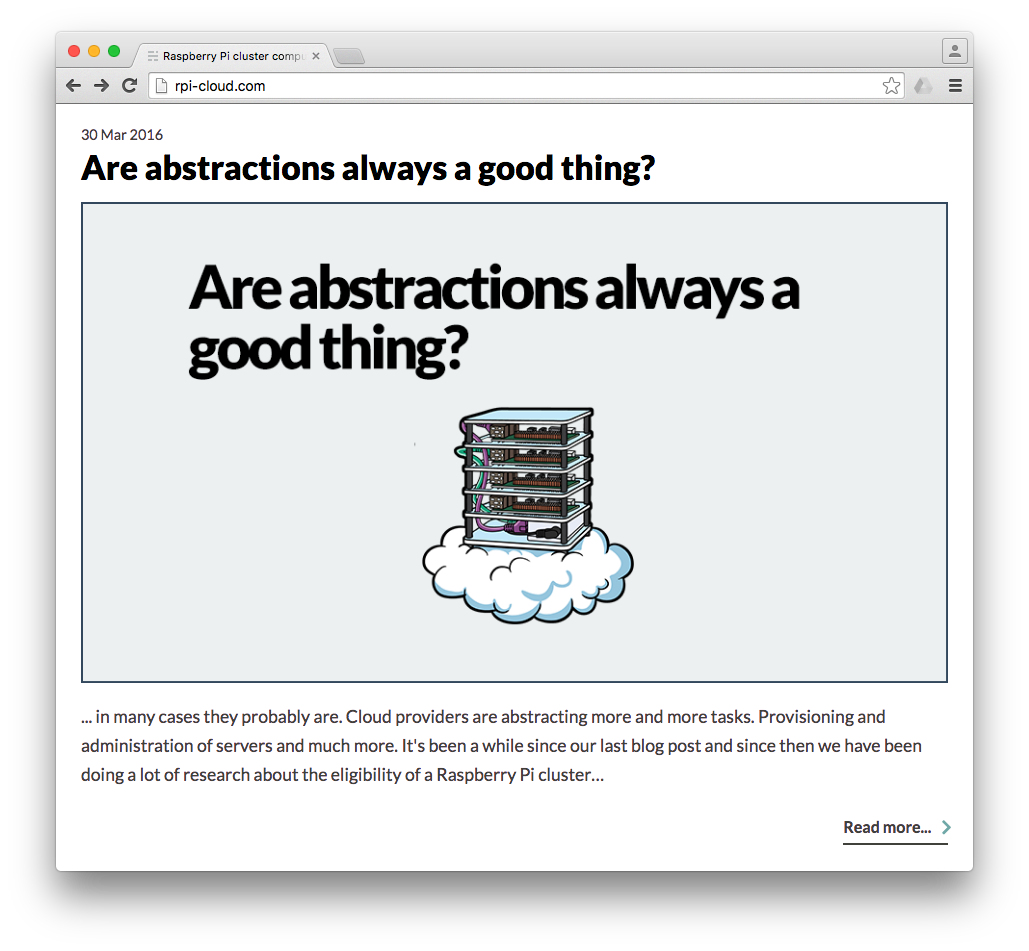 Raspberry Pi cluster comp
rpi-cloud.com
30 Mar 2016
Are abstractions always a good thing?
Are abstractions always a
good thing?
... in many cases they probably are. Cloud providers are abstracting more and more tasks. Provisioning and
administration of servers and much more. It's been a while since our last blog post and since then we have been
doing a lot of research about the eligibility of a Raspberry Pi cluster…
Read more...